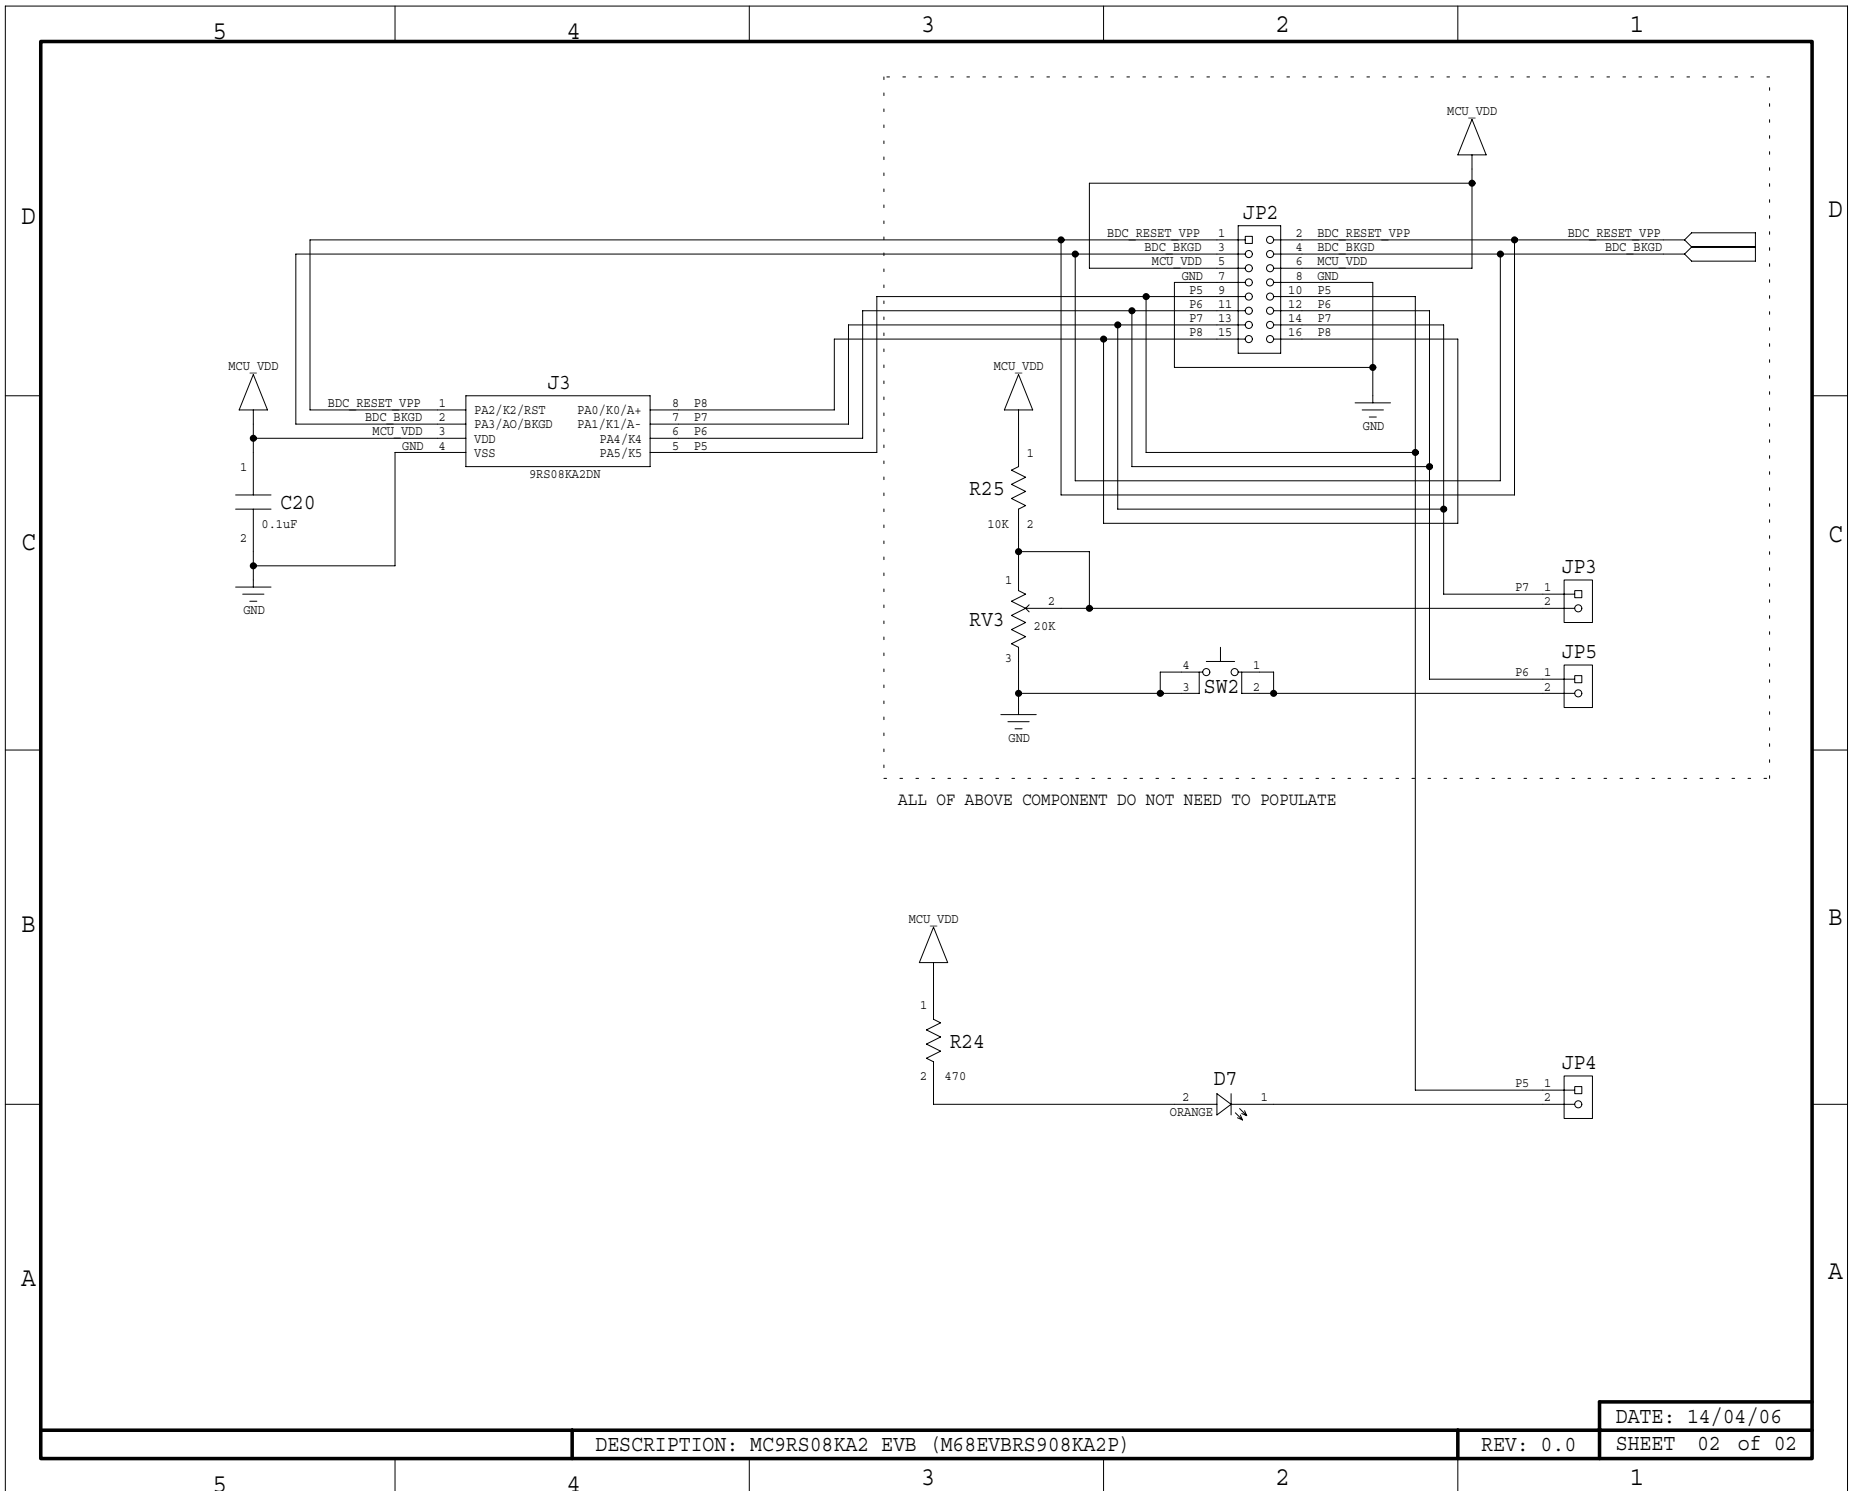 5 4 3 2 1
D D
C C
B B
A A
MCU_VDD
JP2
BDC_RESET_VPP 1 2 BDC_RESET_VPP BDC_RESET_VPP
BDC_BKGD 3 4 BDC_BKGD BDC_BKGD
MCU_VDD 5 6 MCU_VDD
GND 7 8 GND
P5 9 10 P5
P6 11 12 P6
P7 13 14 P7
P8 15 16 P8
GND
MCU_VDD
J3
BDC_RESET_VPP 1 PA2/K2/RST PA0/K0/A+ 8 P8
BDC_BKGD 2 PA3/AO/BKGD PA1/K1/A- 7 P7
MCU_VDD 3 VDD PA4/K4 6 P6
GND 4 VSS PA5/K5 5 P5
9RS08KA2DN
1
C20
0.1uF
2
GND
MCU_VDD
1
R25
10K 2
1
2
RV3 20K
3
GND
4 1
3 SW2 2
JP3
P7 1
2
JP5
P6 1
2
ALL OF ABOVE COMPONENT DO NOT NEED TO POPULATE
MCU_VDD
1
R24
2 470
D7
2 1
ORANGE
JP4
P5 1
2
DATE: 14/04/06
DESCRIPTION: MC9RS08KA2 EVB (M68EVBRS908KA2P) REV: 0.0 SHEET 02 of 02
5 4 3 2 1